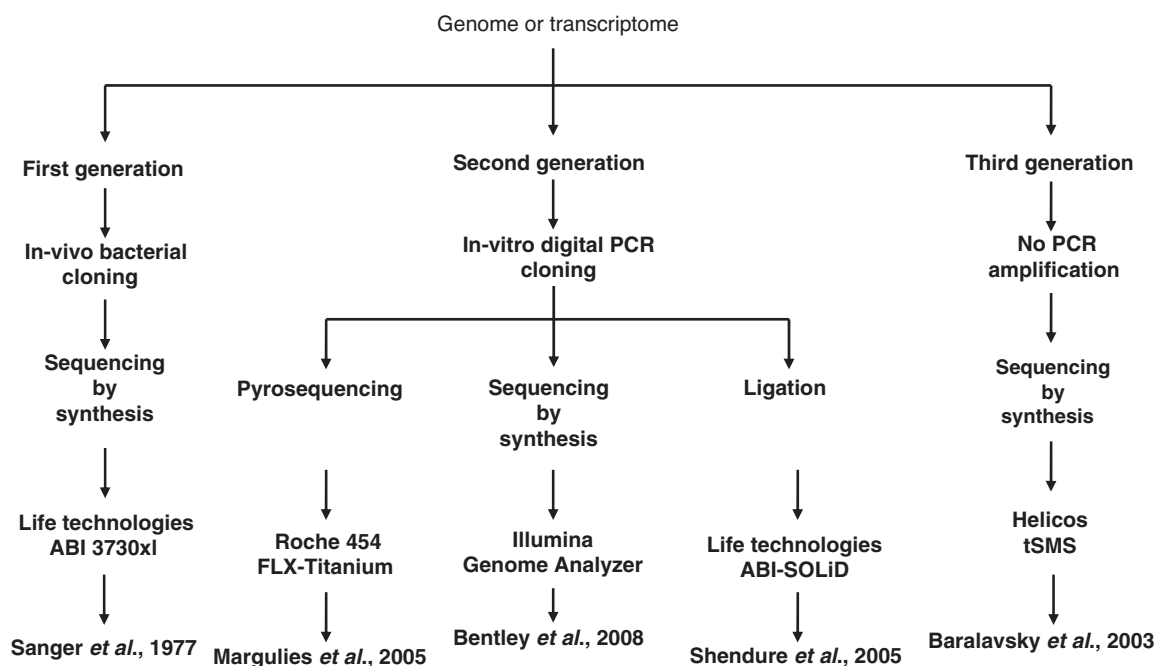 Genome or transcriptome
First generation
Second generation
Third generation
In-vivo bacterial
cloning
In-vitro digital PCR
cloning
No PCR
amplification
Sequencing
by
synthesis
Pyrosequencing
Sequencing
by
synthesis
Ligation
Sequencing
by
synthesis
Life technologies
ABI 3730xl
Roche 454
FLX-Titanium
Illumina
Genome Analyzer
Life technologies
ABI-SOLiD
Helicos
tSMS
Sanger et al., 1977
Margulies et al., 2005
Bentley et al., 2008
Shendure et al., 2005
Baralavsky et al., 2003